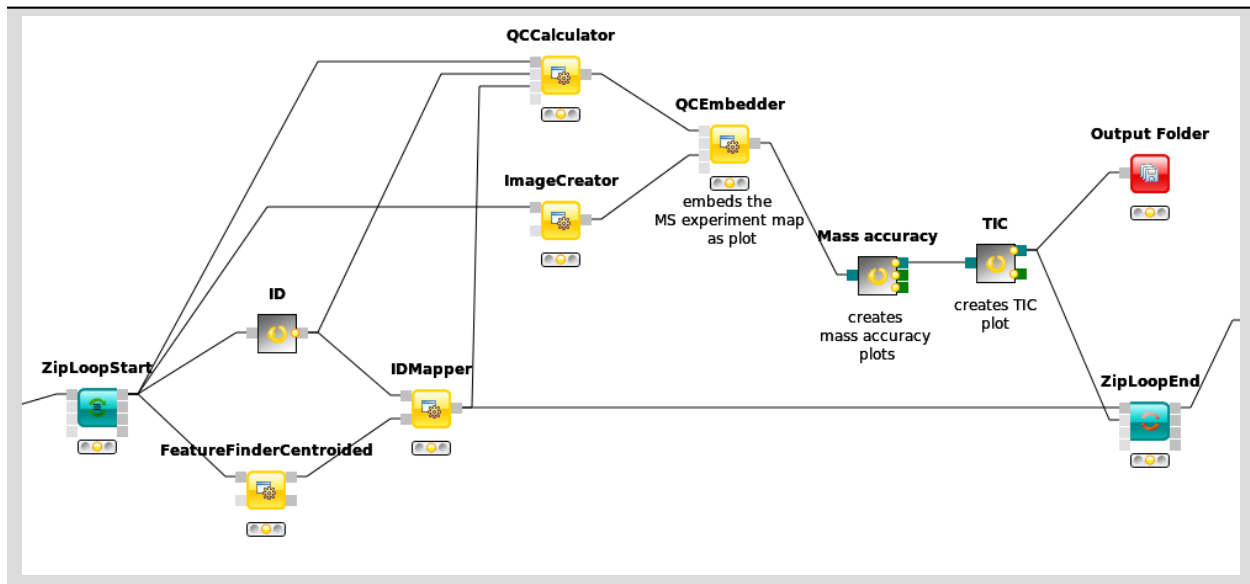 QCCalculator
QCEmbedder
Output Folder
ImageCreator
embeds the
MS experiment map
as plot
Mass accuracy
TIC
ID
creates
mass accuracy
plots
creates TIC
plot
ZipLoopStart
IDMapper
ZipLoopEnd
FeatureFinderCentroided